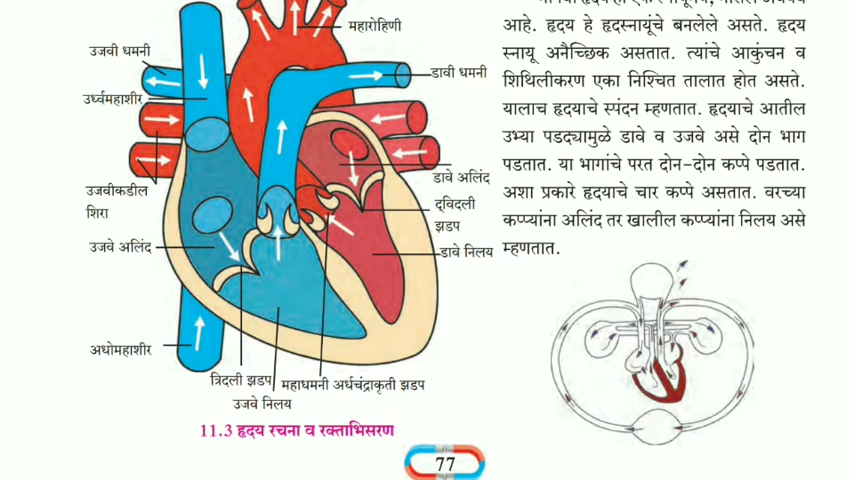 महारोहिणी
उजवी धमनी
डावी धमनी
उर्ध्वमहाशीर
उजवीकडील
शिरा
डावे अलिंद
द्विदली
झडप
उजवे अलिंद
डावे निलय
अधोमहाशीर
त्रिदली झडप
महाधमनी अर्धचंद्राकृती झडप
उजवे निलय
11.3 हृदय रचना व रक्ताभिसरण
आहे. हृदय हे हृदस्नायूंचे बनलेले असते. हृदय
स्नायू अनैच्छिक असतात. त्यांचे आकुंचन व
शिथिलीकरण एका निश्चित तालात होत असते.
यालाच हृदयाचे स्पंदन म्हणतात. हृदयाचे आतील
उभ्या पडद्यामुळे डावे व उजवे असे दोन भाग
पडतात. या भागांचे परत दोन-दोन कप्पे पडतात.
अशा प्रकारे हृदयाचे चार कप्पे असतात. वरच्या
कप्प्यांना अलिंद तर खालील कप्प्यांना निलय असे
म्हणतात.
77